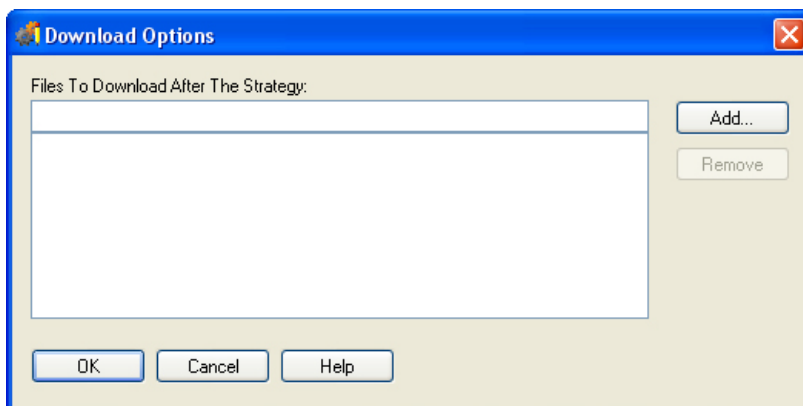 Download Options
Files To Download After The Strategy:
Add...
Remove
OK
Cancel
Help